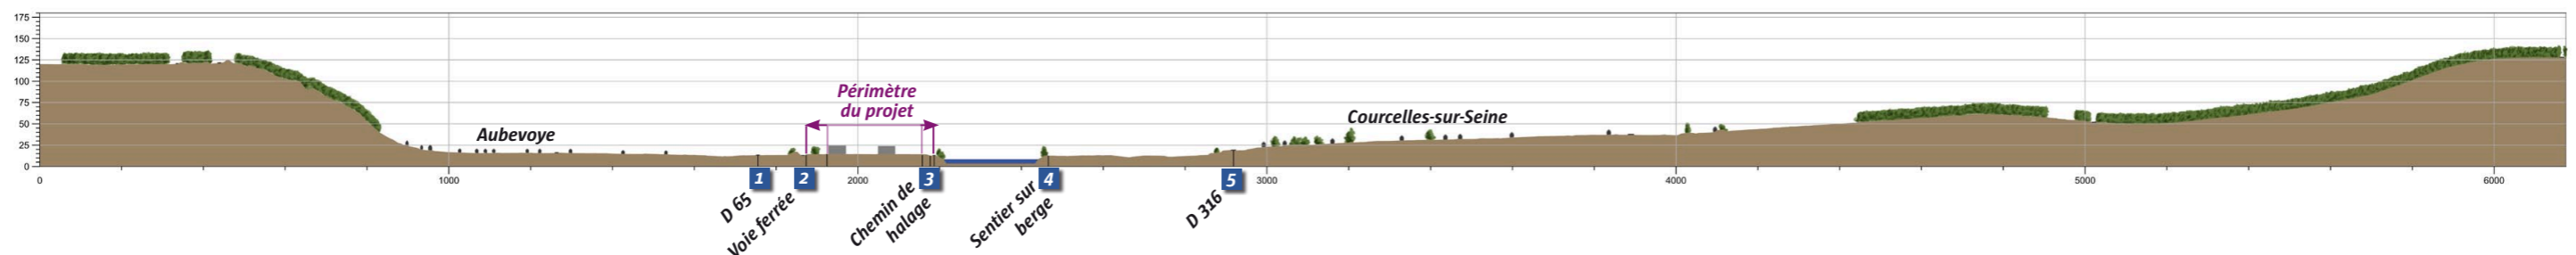 175
150
125
100
75
50
25
0
Périmètre
du projet
Aubevoye
Courcelles-sur-Seine
0
1000
2000
3000
4000
5000
6000
1
2
3
4
5
D 65
Voie ferrée
Chemin de
halage
Sentier sur
berge
D 316